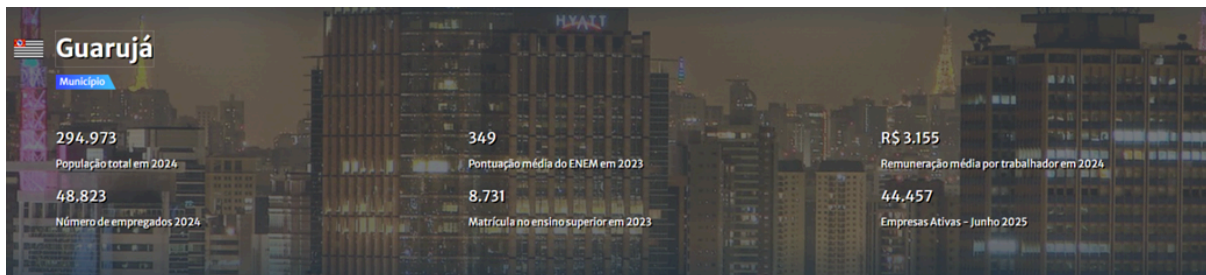 HYATT
Guarujá
Município
294.973
População total em 2024
349
Pontuação média do ENEM em 2023
R$ 3.155
Remuneração média por trabalhador em 2024
48.823
Número de empregados 2024
8.731
Matrícula no ensino superior em 2023
44.457
Empresas Ativas - Junho 2025